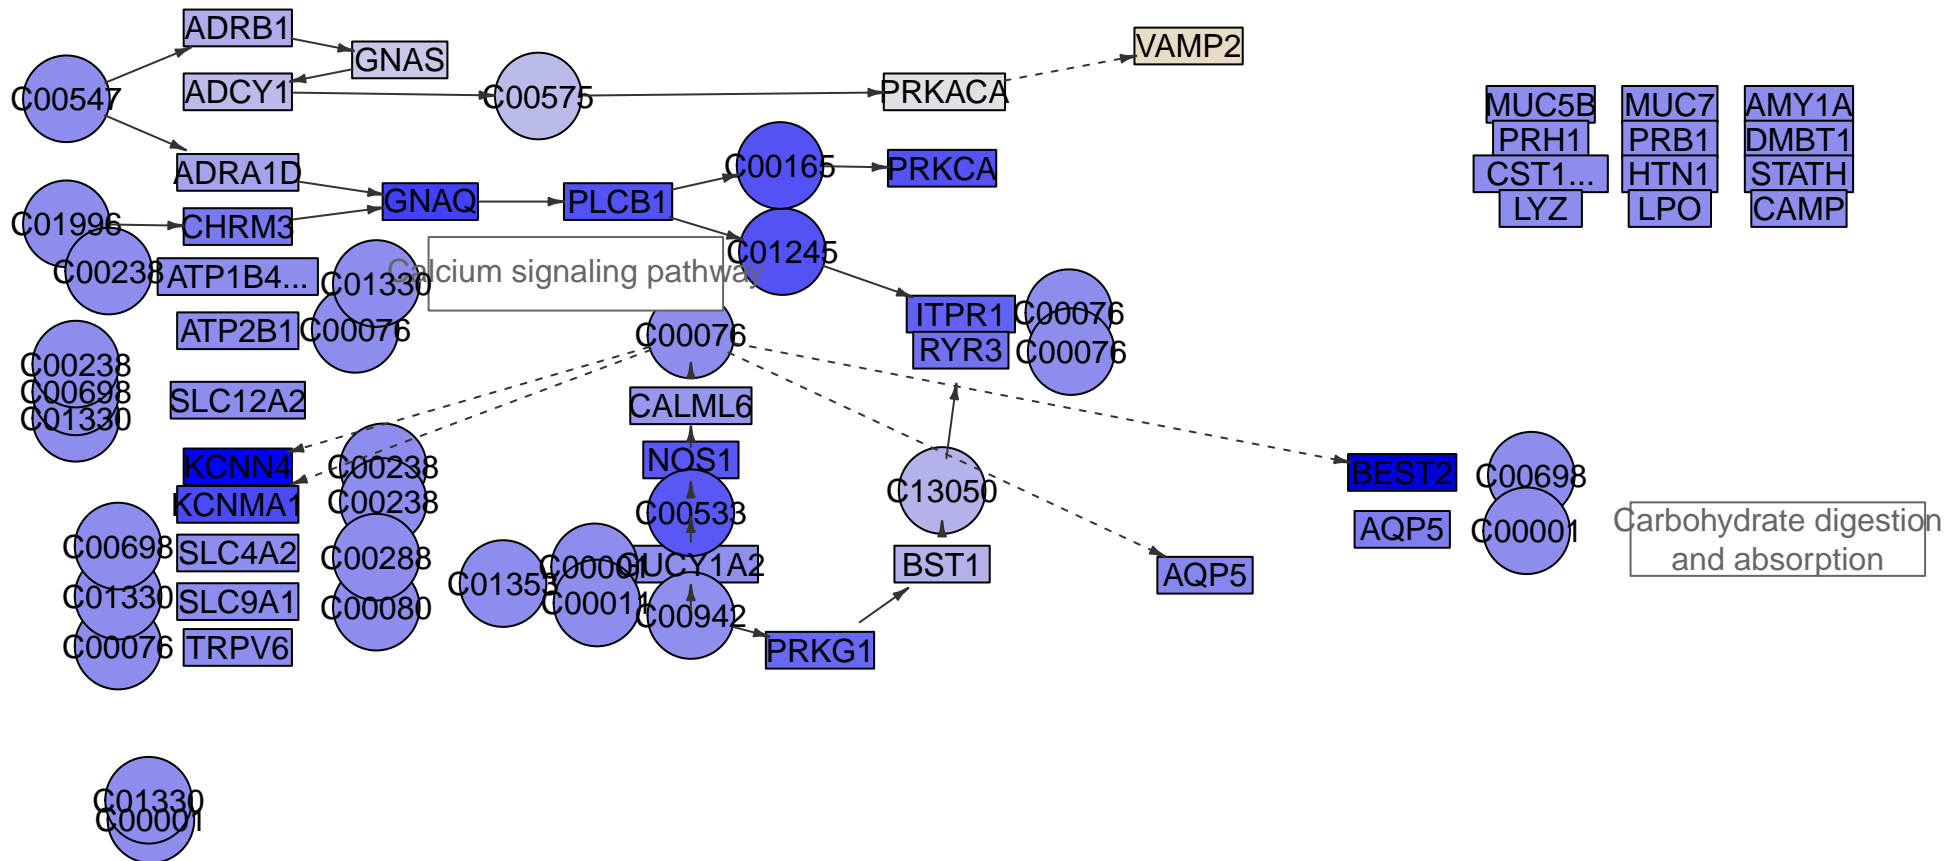 ADRB1
GNAS
VAMP2
C00547
ADCY1
C00575
PRKACA
MUC5B
MUC7
AMY1A
PRH1
PRB1
DMBT1
ADRA1D
C00165
PRKCA
CST1...
HTN1
STATH
GNAQ
PLCB1
LYZ
LPO
CAMP
C01996
CHRM3
C01245
C00238
ATP1B4...
C01330
Calcium signaling pathway
ATP2B1
C00076
C00076
ITPR1
C00076
RYR3
C00076
C00238
C00698
C01330
SLC12A2
CALML6
KCNN4
C00238
NOS1
BEST2
C00698
KCNMA1
C00238
C00533
C13050
AQP5
C00001
Carbohydrate digestion
and absorption
C00698
SLC4A2
C00288
C01353
C00001
GUCY1A2
BST1
AQP5
C01330
SLC9A1
C00080
C00011
C00942
C00076
TRPV6
PRKG1
C01330
C00001